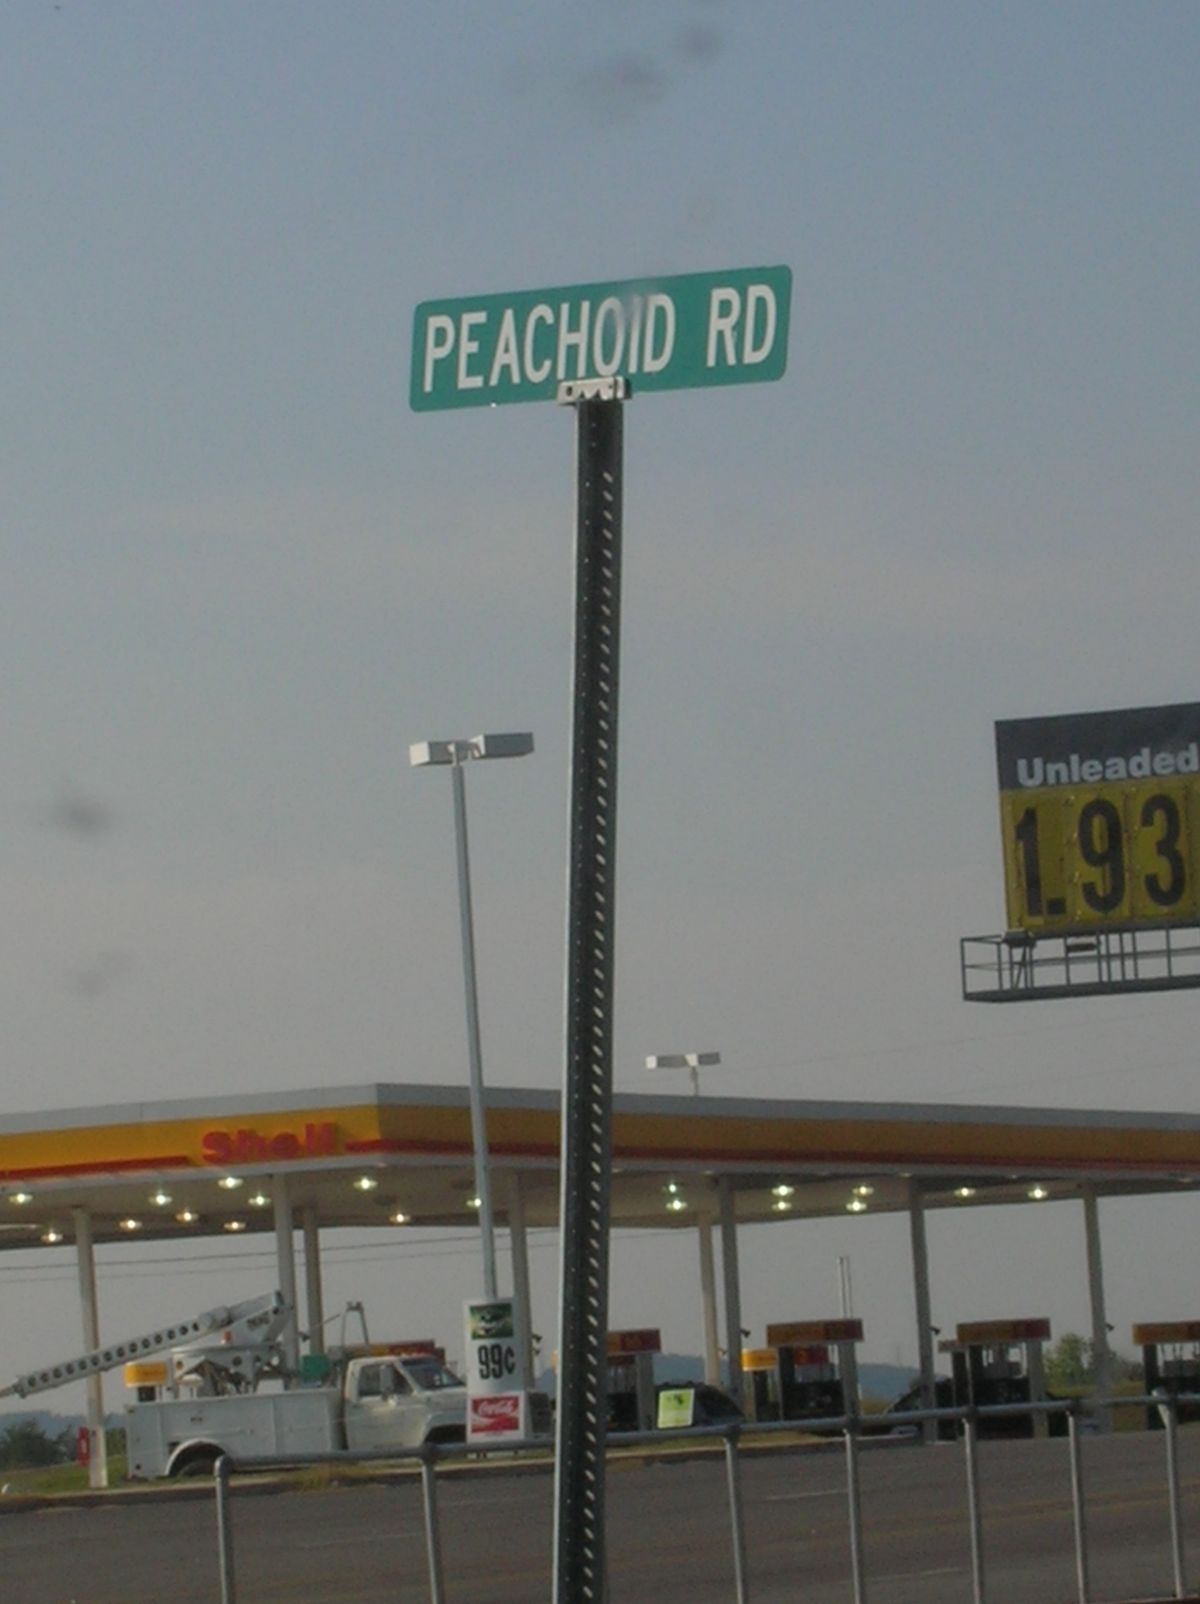 PEACHOID RD
Unleaded
1.93
Shell
99¢
Coca-Cola